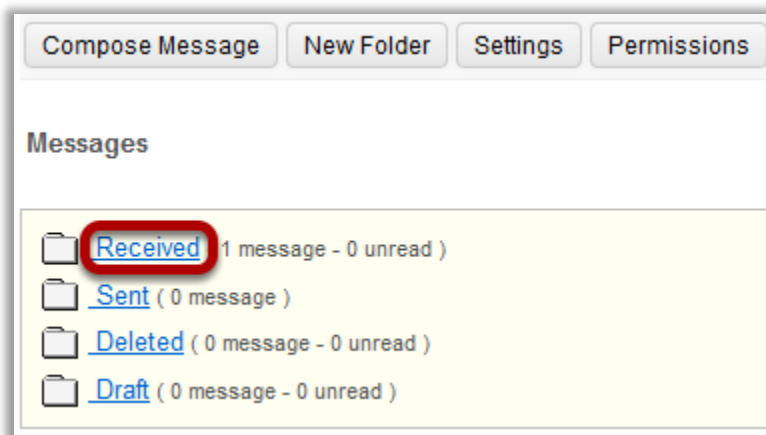 Compose Message New Folder Settings Permissions
Messages
Received 1 message - 0 unread )
Sent ( 0 message )
Deleted ( 0 message - 0 unread )
Draft ( 0 message - 0 unread )